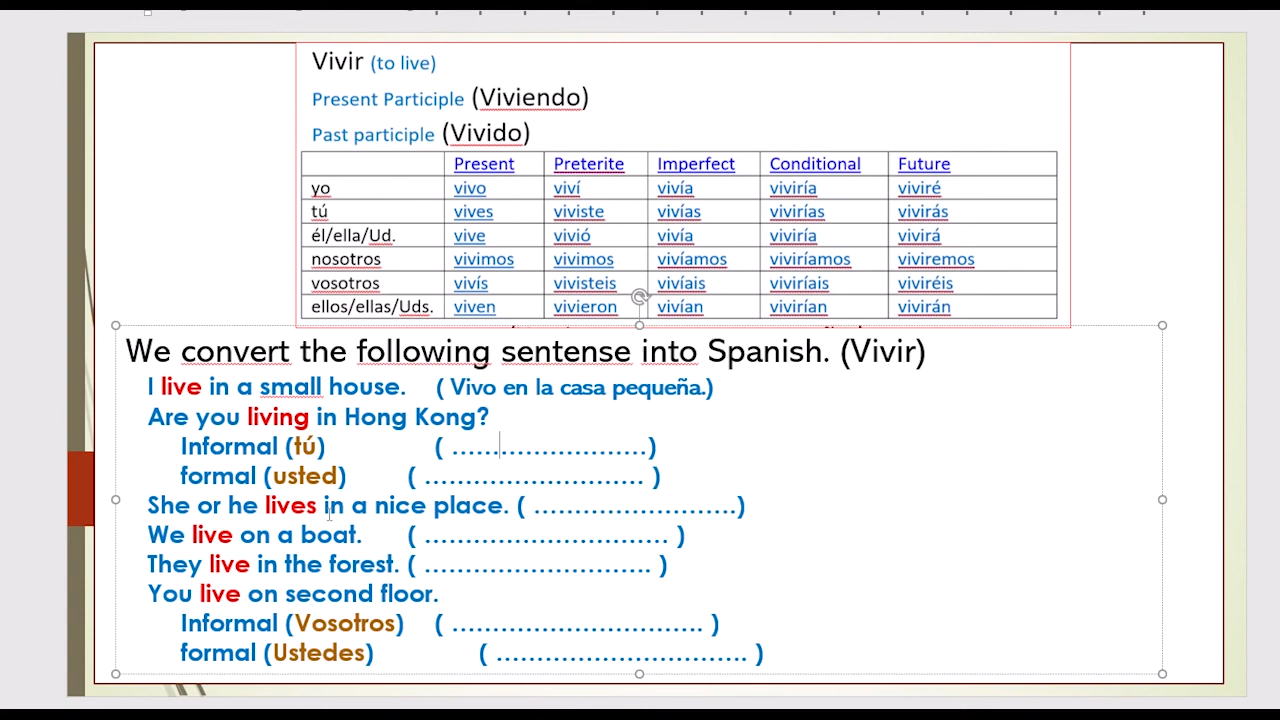 Vivir (to live)
Present Participle (Viviendo)
Past participle (Vivido)
Present Preterite Imperfect Conditional Future
yo vivo viví vivía viviría viviré
tú vives viviste vivías vivirías vivirás
él/ella/Ud. vive vivió vivía viviría vivirá
nosotros vivimos vivimos vivíamos viviríamos viviremos
vosotros vivís vivisteis vivíais viviríais viviréis
ellos/ellas/Uds. viven vivieron vivían vivirían vivirán
We convert the following sentence into Spanish. (Vivir)
I live in a small house. ( Vivo en la casa pequeña.)
Are you living in Hong Kong?
Informal (tú) ( ……………………)
formal (usted) ( ……………………… )
She or he lives in a nice place. ( …………………….)
We live on a boat. ( ………………………… )
They live in the forest. ( ………………………. )
You live on second floor.
Informal (Vosotros) ( ………………………. )
formal (Ustedes) ( …………………………. )